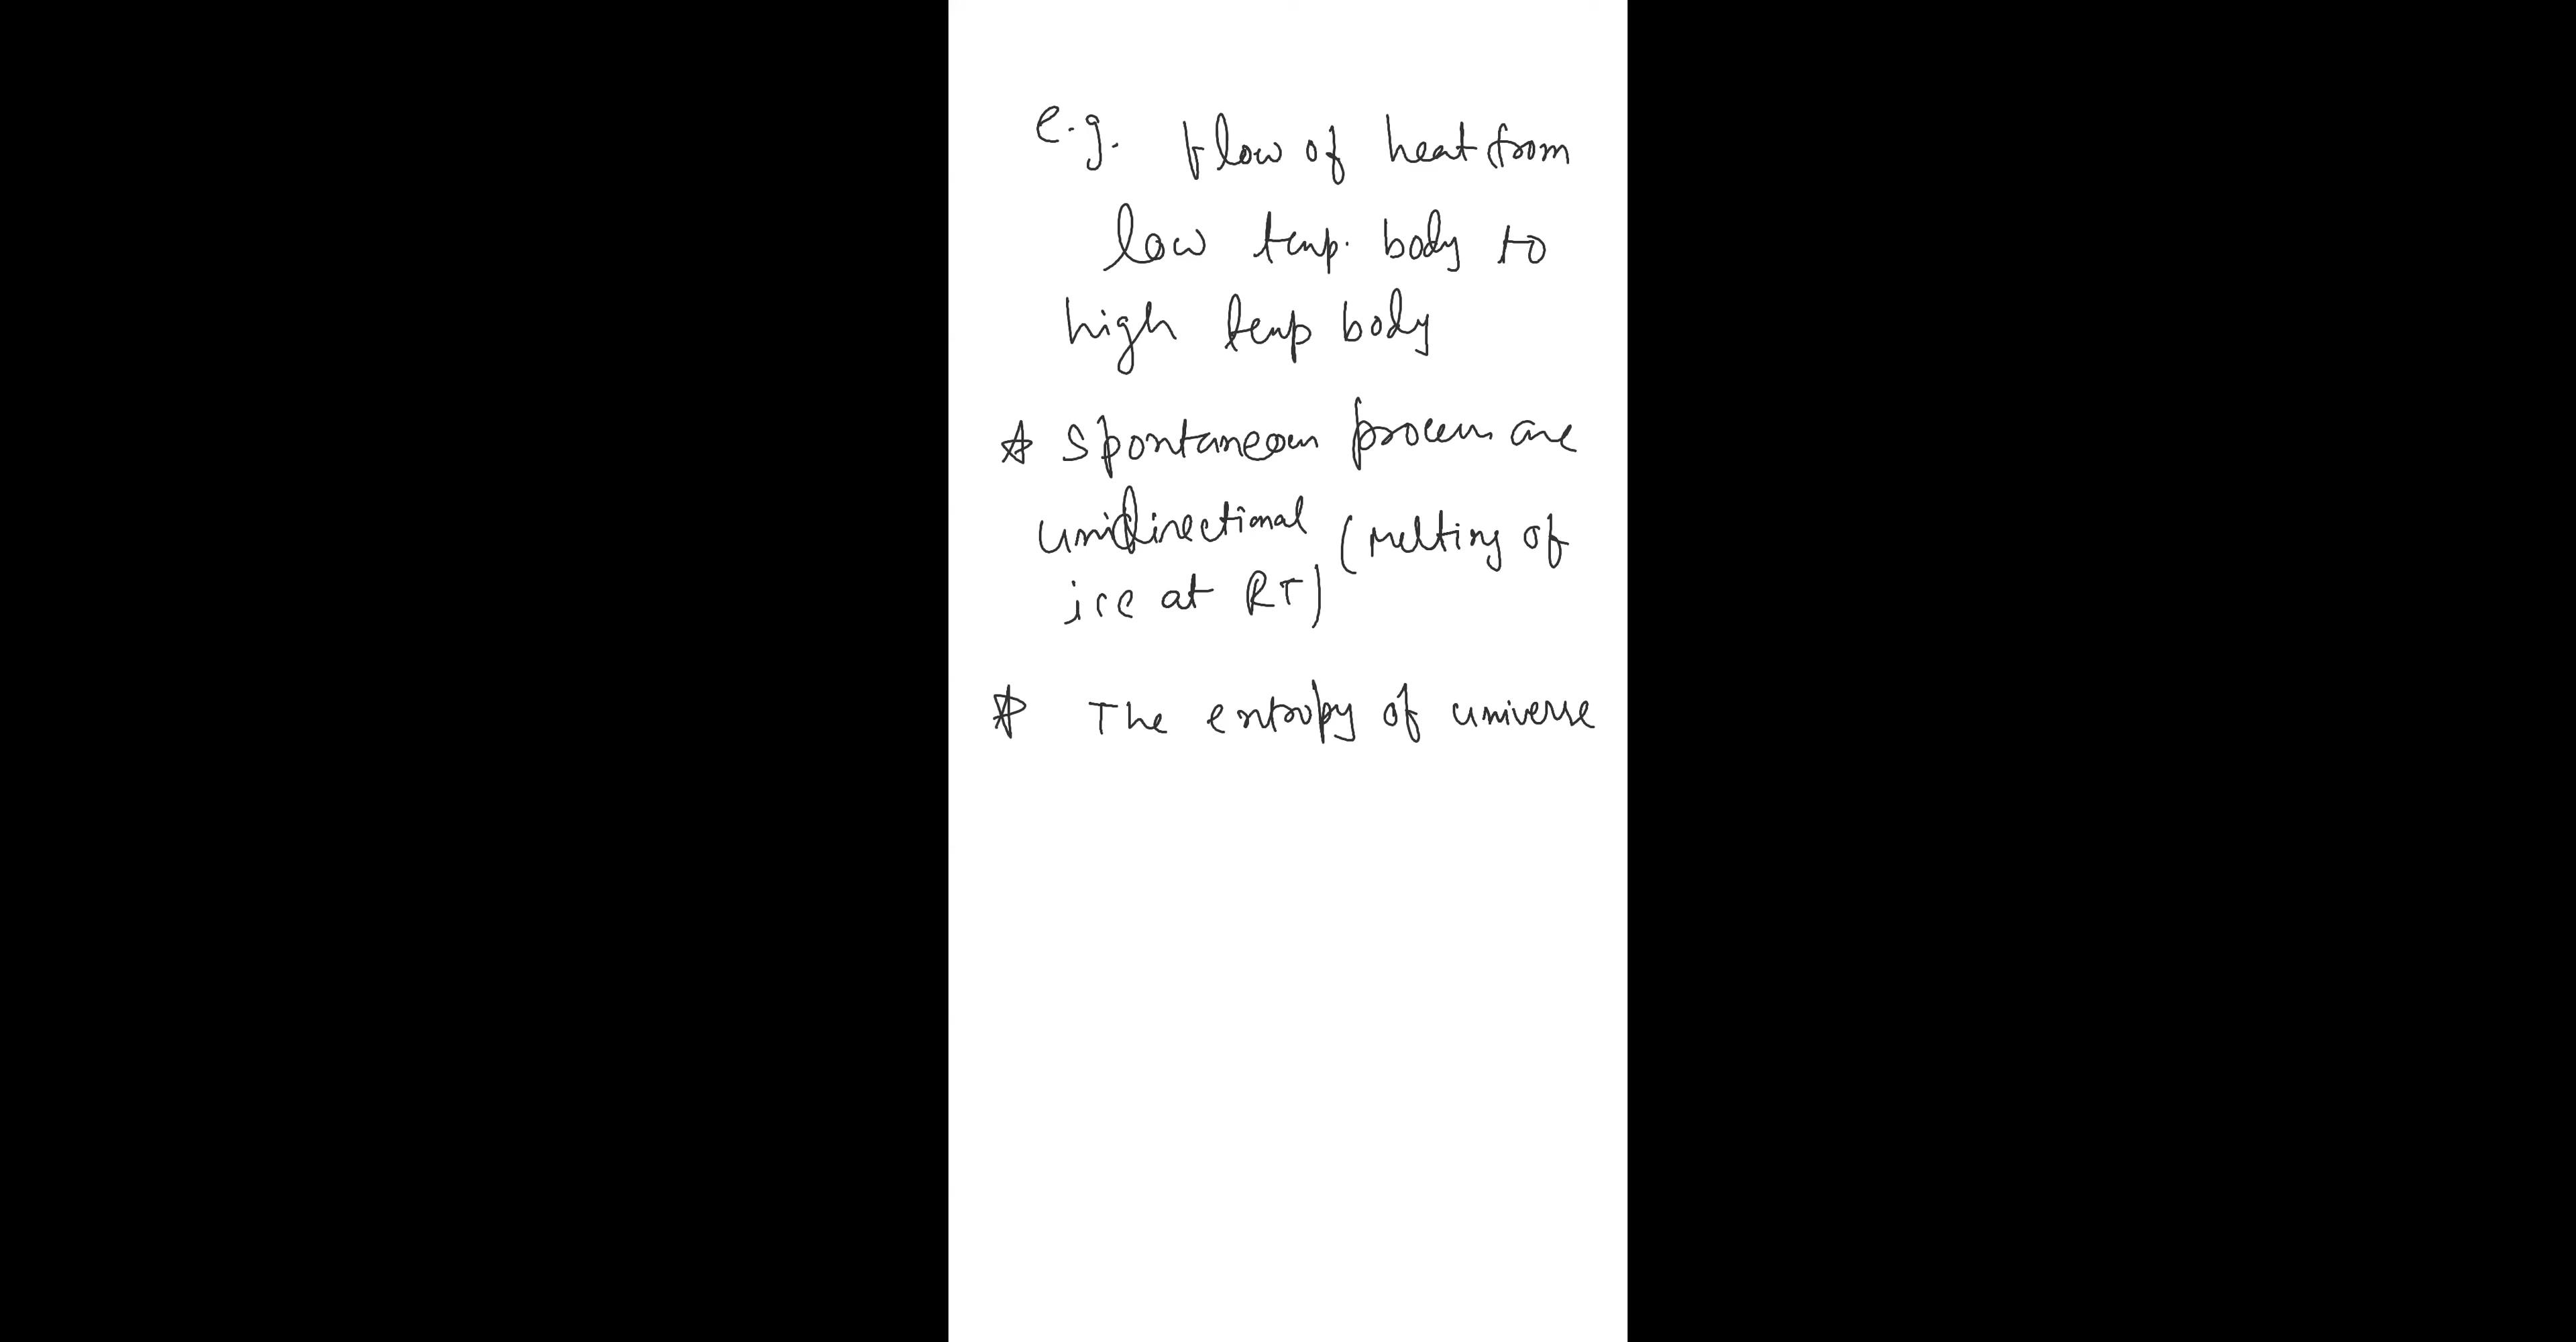 e.g. Flow of heat from
low temp. body to
high temp body
☆ Spontaneous process are
unidirectional (Melting of
ice at RT)
☆ The entropy of universe